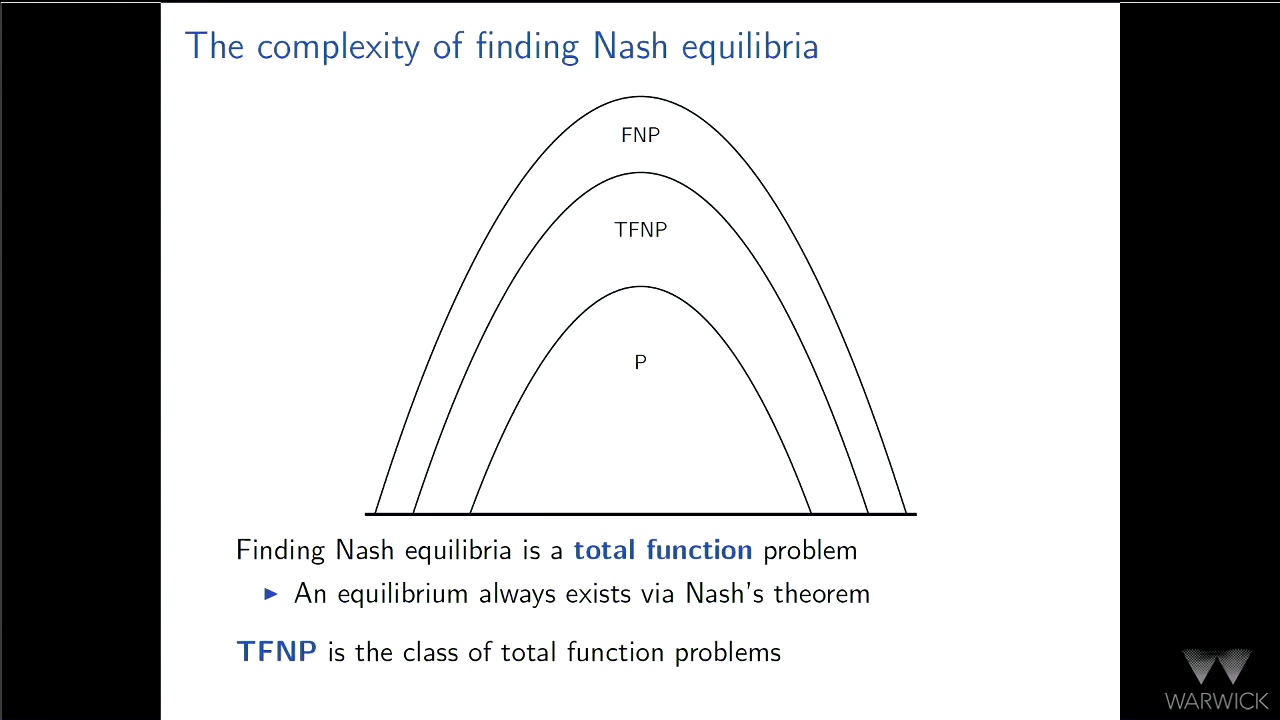 The complexity of finding Nash equilibria
FNP
TFNP
P
Finding Nash equilibria is a total function problem
▶ An equilibrium always exists via Nash's theorem
TFNP is the class of total function problems
WARWICK